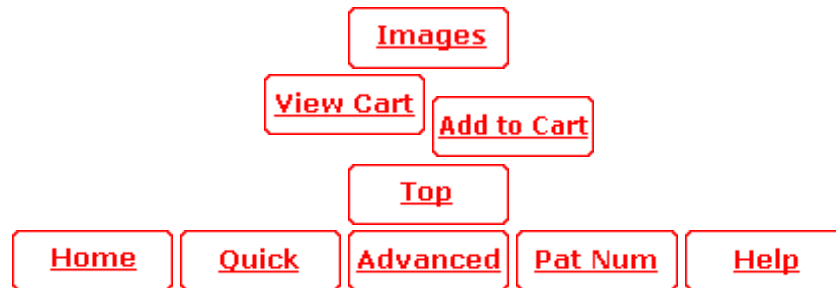 Images
View Cart
Add to Cart
Top
Home Quick Advanced Pat Num Help